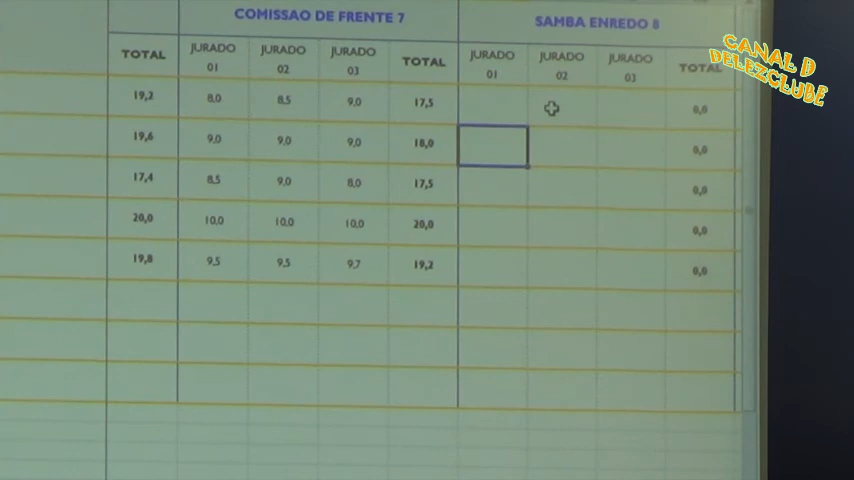 COMISSAO DE FRENTE 7 SAMBA ENREDO 8
CANAL D
DELEZCLUBE
TOTAL JURADO 01 JURADO 02 JURADO 03 TOTAL JURADO 01 JURADO 02 JURADO 03 TOTAL
19,2 8,0 8,5 9,0 17,5 0,0
19,6 9,0 9,0 9,0 18,0 0,0
17,4 8,5 9,0 8,0 17,5 0,0
20,0 10,0 10,0 10,0 20,0 0,0
19,8 9,5 9,5 9,7 19,2 0,0